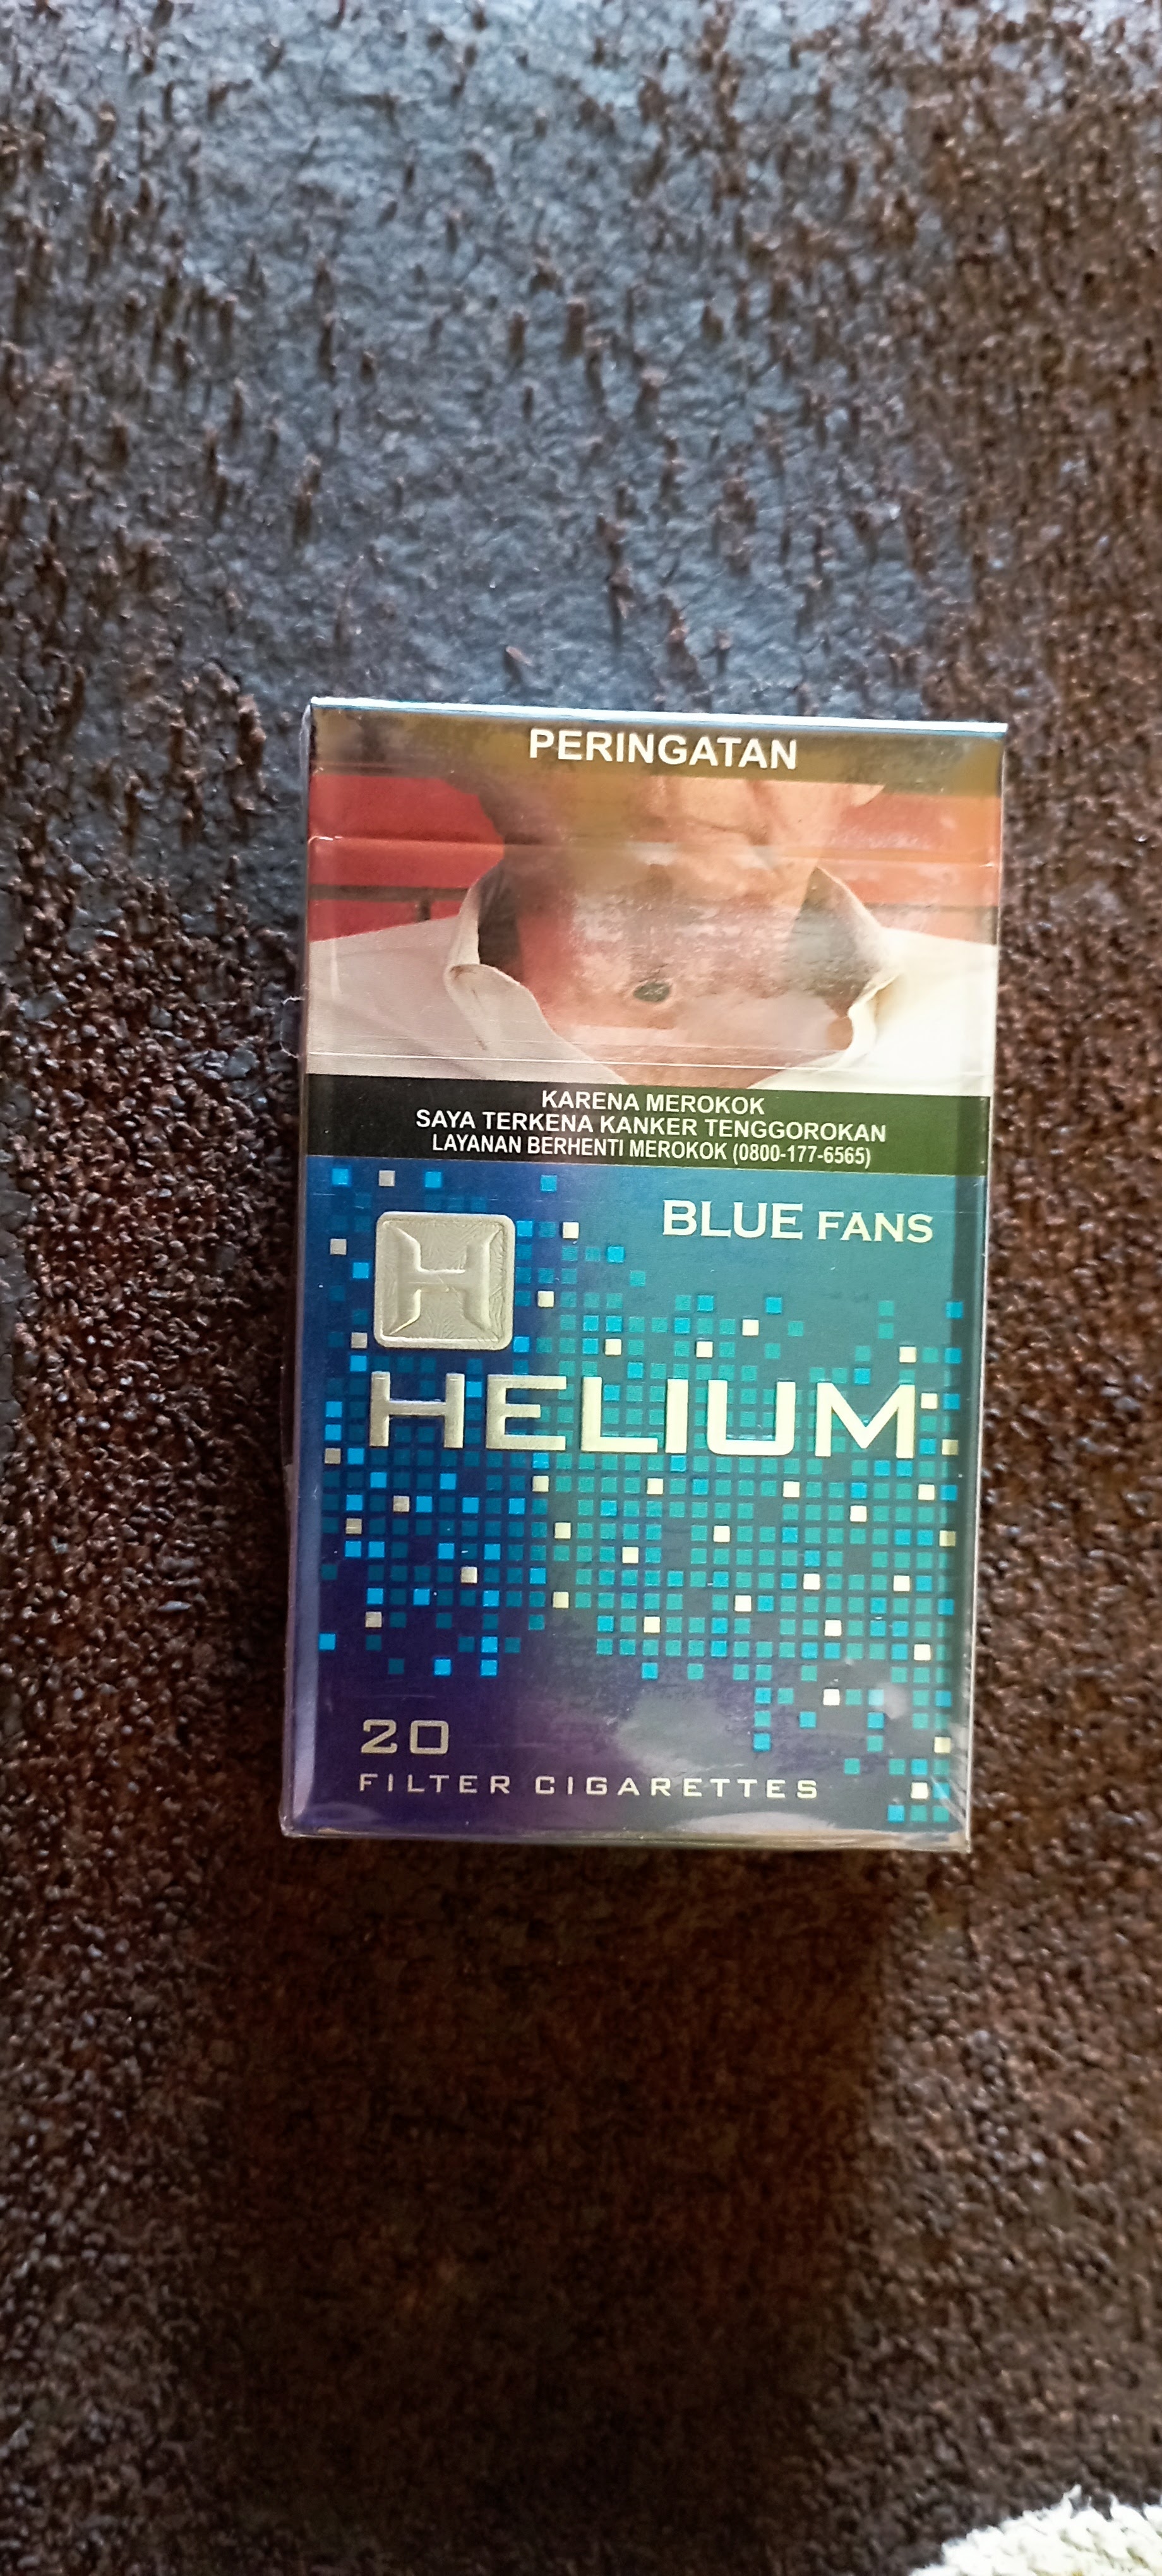 PERINGATAN
KARENA MEROKOK
SAYA TERKENA KANKER TENGGOROKAN
LAYANAN BERHENTI MEROKOK (0800-177-6565)
BLUE FANS
H
HELIUM
20
FILTER CIGARETTES